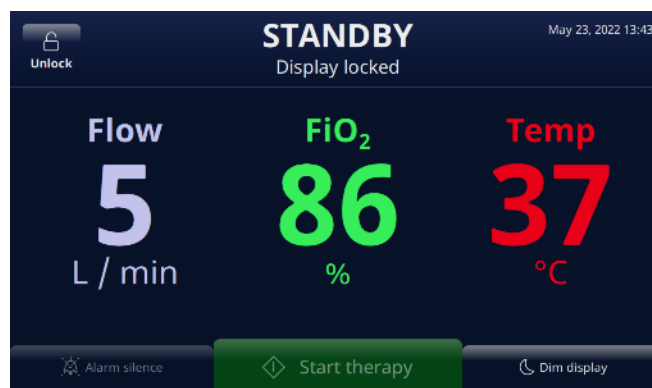 STANDBY
May 23, 2022 13:43
Unlock
Display locked
Flow
FiO₂
Temp
5
86
37
L / min
%
°C
Alarm silence
Start therapy
Dim display